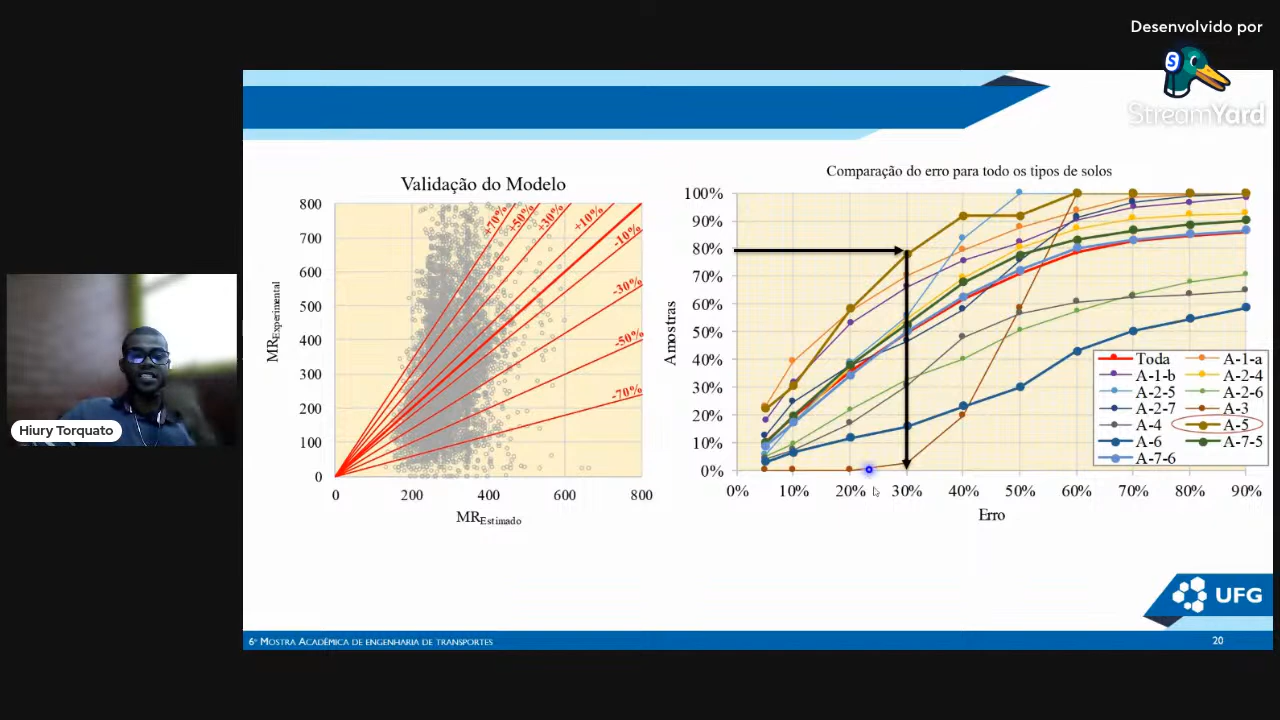 Desenvolvido por
StreamYard
Hiury Torquato
Validação do Modelo
800
700
600
500
400
300
200
100
0
MRExperimental
+70%
+50%
+30%
+10%
-10%
-30%
-50%
-70%
0
200
400
600
800
MREstimado
Comparação do erro para todo os tipos de solos
100%
90%
80%
70%
60%
50%
40%
30%
20%
10%
0%
Amostras
0%
10%
20%
30%
40%
50%
60%
70%
80%
90%
Erro
Toda
A-1-a
A-1-b
A-2-4
A-2-5
A-2-6
A-2-7
A-3
A-4
A-5
A-6
A-7-5
A-7-6
UFG
6ª MOSTRA ACADÊMICA DE ENGENHARIA DE TRANSPORTES
20